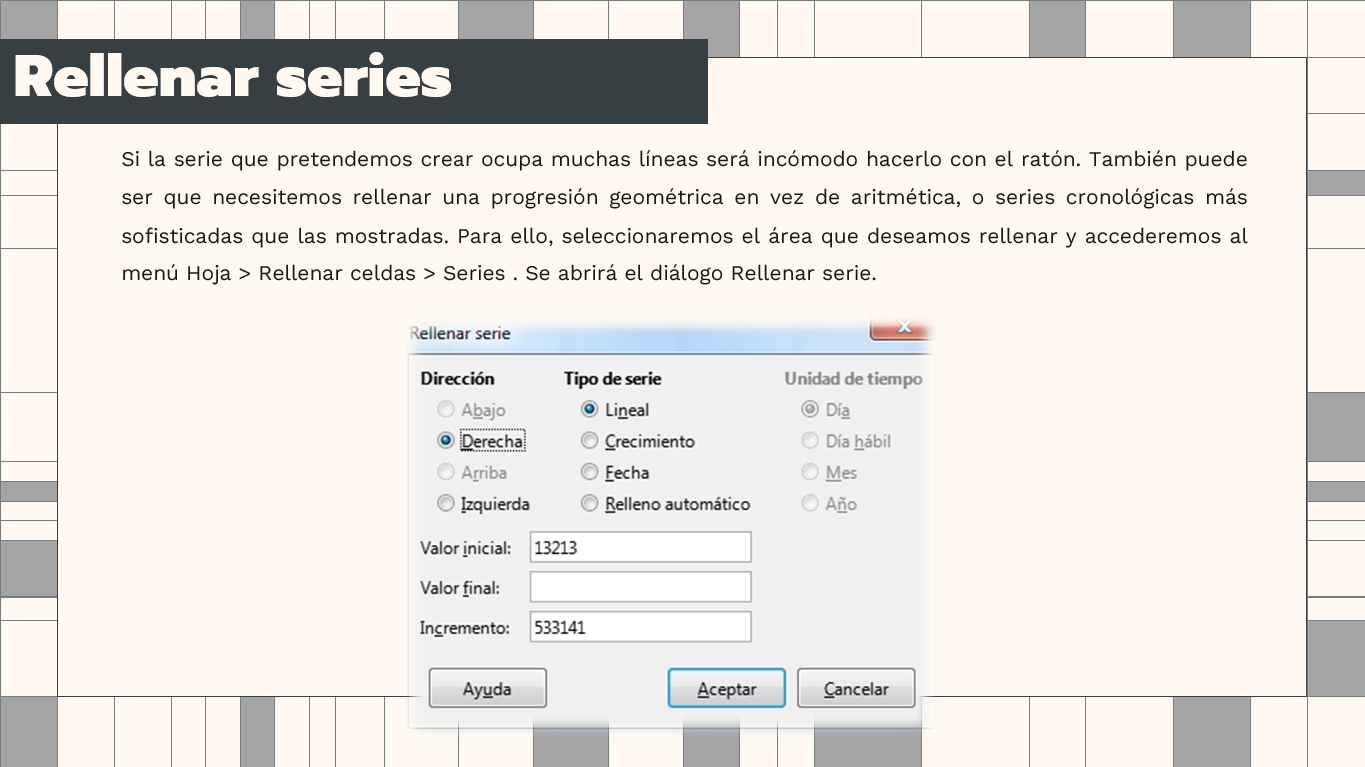 Rellenar series
Si la serie que pretendemos crear ocupa muchas líneas será incómodo hacerlo con el ratón. También puede
ser que necesitemos rellenar una progresión geométrica en vez de aritmética, o series cronológicas más
sofisticadas que las mostradas. Para ello, seleccionaremos el área que deseamos rellenar y accederemos al
menú Hoja > Rellenar celdas > Series . Se abrirá el diálogo Rellenar serie.
Rellenar serie
Dirección Tipo de serie Unidad de tiempo
Abajo Lineal Día
Derecha Crecimiento Día hábil
Arriba Fecha Mes
Izquierda Relleno automático Año
Valor inicial: 13213
Valor final:
Incremento: 533141
Ayuda Aceptar Cancelar